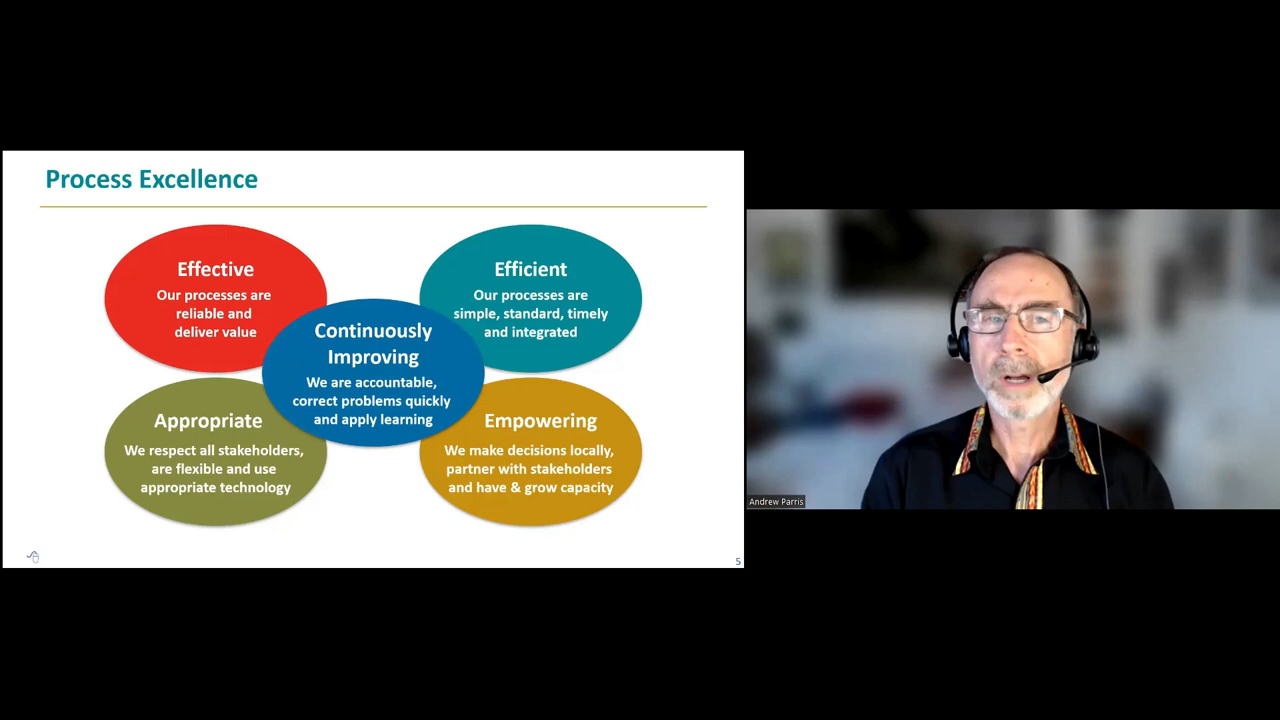 Process Excellence
Effective
Our processes are
reliable and
deliver value
Efficient
Our processes are
simple, standard, timely
and integrated
Continuously
Improving
We are accountable,
correct problems quickly
and apply learning
Appropriate
We respect all stakeholders,
are flexible and use
appropriate technology
Empowering
We make decisions locally,
partner with stakeholders
and have & grow capacity
5
Andrew Parris